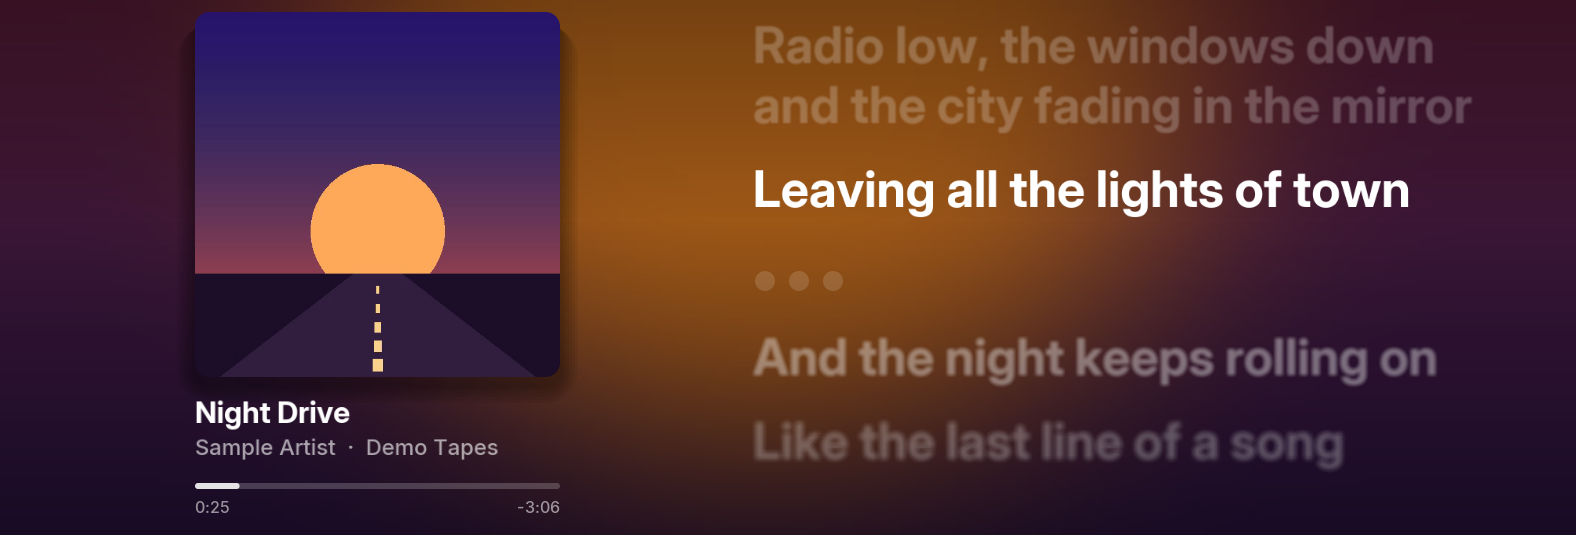 Radio low, the windows down
and the city fading in the mirror
Leaving all the lights of town
And the night keeps rolling on
Like the last line of a song
Night Drive
Sample Artist · Demo Tapes
0:25
-3:06